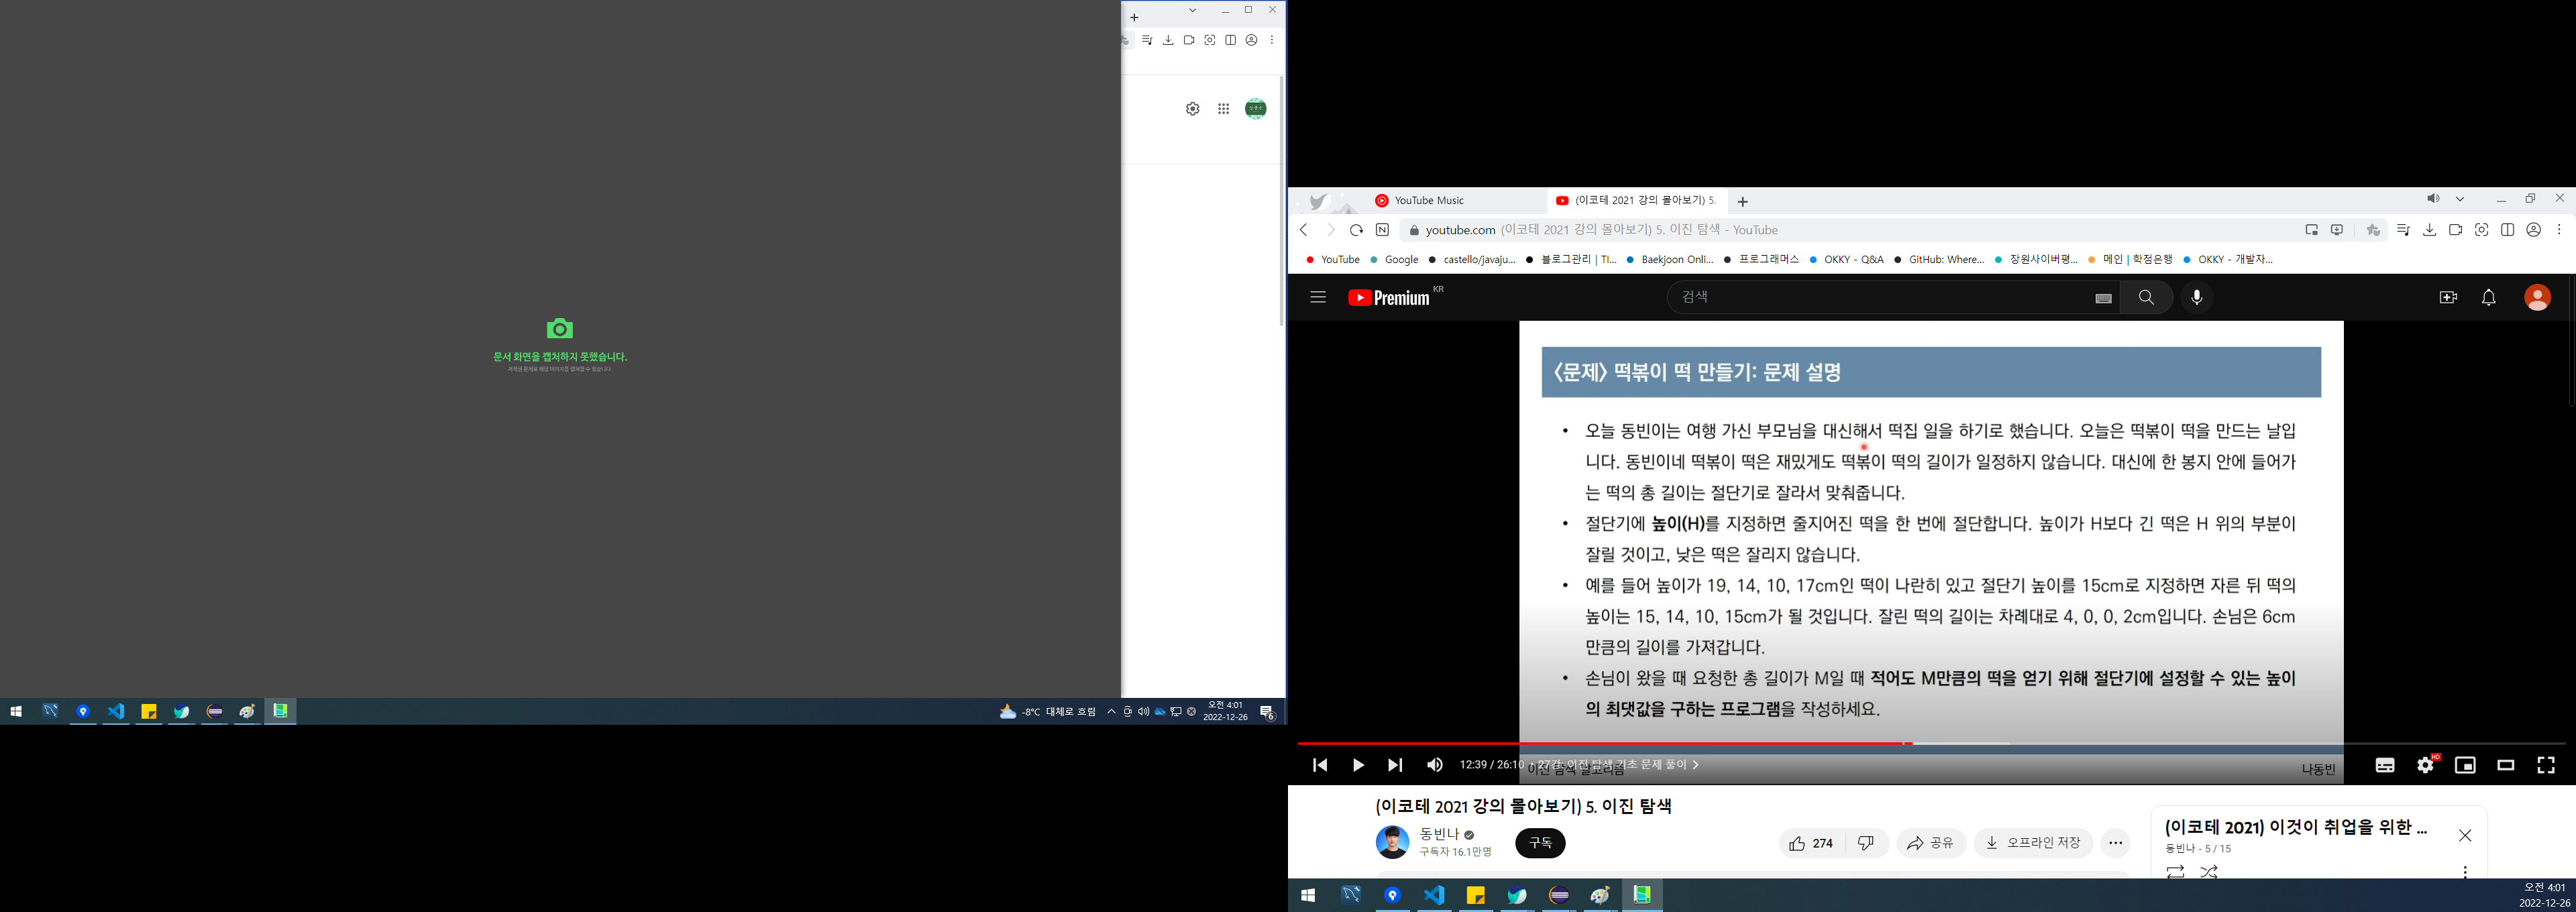 문서 화면을 캡처하지 못했습니다.
저작권 문제로 해당 이미지를 캡처할 수 없습니다.
-8°C 대체로 흐림
오전 4:01
2022-12-26
6
YouTube Music
(이코테 2021 강의 몰아보기) 5.
youtube.com (이코테 2021 강의 몰아보기) 5. 이진 탐색 - YouTube
YouTube Google castello/javaju... 블로그관리 | TI... Baekjoon Onli... 프로그래머스 OKKY - Q&A GitHub: Where... 장원사이버평... 메인 | 학점은행 OKKY - 개발자...
Premium KR
검색
<문제> 떡볶이 떡 만들기: 문제 설명
• 오늘 동빈이는 여행 가신 부모님을 대신해서 떡집 일을 하기로 했습니다. 오늘은 떡볶이 떡을 만드는 날입
니다. 동빈이네 떡볶이 떡은 재밌게도 떡볶이 떡의 길이가 일정하지 않습니다. 대신에 한 봉지 안에 들어가
는 떡의 총 길이는 절단기로 잘라서 맞춰줍니다.
• 절단기에 높이(H)를 지정하면 줄지어진 떡을 한 번에 절단합니다. 높이가 H보다 긴 떡은 H 위의 부분이
잘릴 것이고, 낮은 떡은 잘리지 않습니다.
• 예를 들어 높이가 19, 14, 10, 17cm인 떡이 나란히 있고 절단기 높이를 15cm로 지정하면 자른 뒤 떡의
높이는 15, 14, 10, 15cm가 될 것입니다. 잘린 떡의 길이는 차례대로 4, 0, 0, 2cm입니다. 손님은 6cm
만큼의 길이를 가져갑니다.
• 손님이 왔을 때 요청한 총 길이가 M일 때 적어도 M만큼의 떡을 얻기 위해 절단기에 설정할 수 있는 높이
의 최댓값을 구하는 프로그램을 작성하세요.
12:39 / 26:10 • 27강: 이진 탐색 기초 문제 풀이
HD
이진 탐색 알고리즘
나동빈
(이코테 2021 강의 몰아보기) 5. 이진 탐색
동빈나
구독자 16.1만명
구독
274
공유
오프라인 저장
(이코테 2021) 이것이 취업을 위한 ...
동빈나 - 5 / 15
오전 4:01
2022-12-26